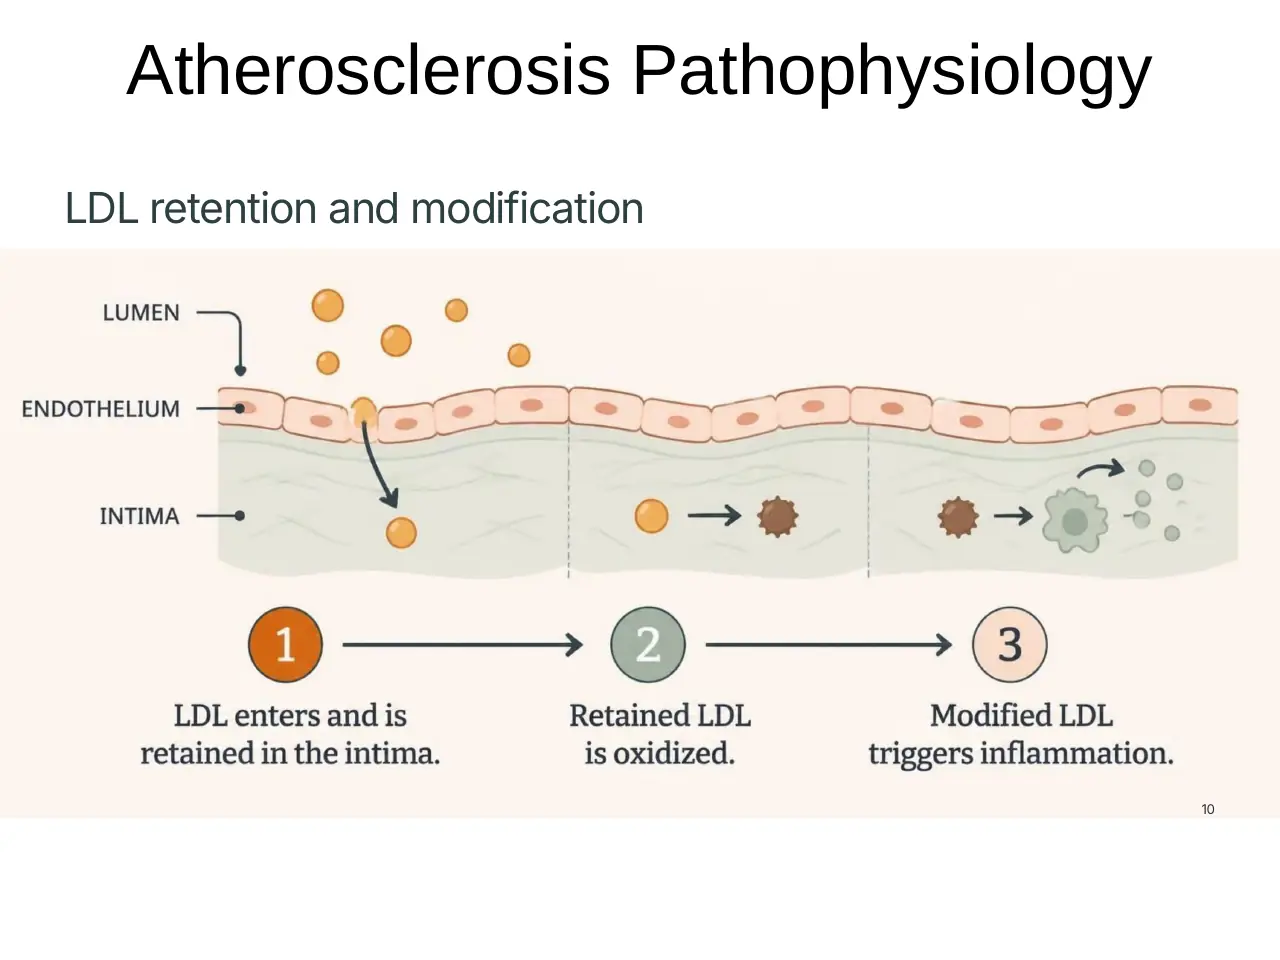 Atherosclerosis Pathophysiology
LDL retention and modification
LUMEN
ENDOTHELIUM
INTIMA
1
2
3
LDL enters and is
retained in the intima.
Retained LDL
is oxidized.
Modified LDL
triggers inflammation.
10